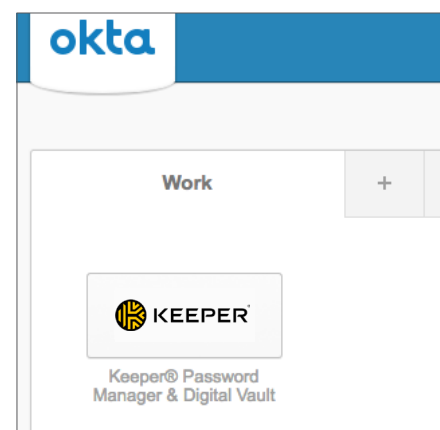 okta
Work
+
KEEPER
Keeper® Password
Manager & Digital Vault